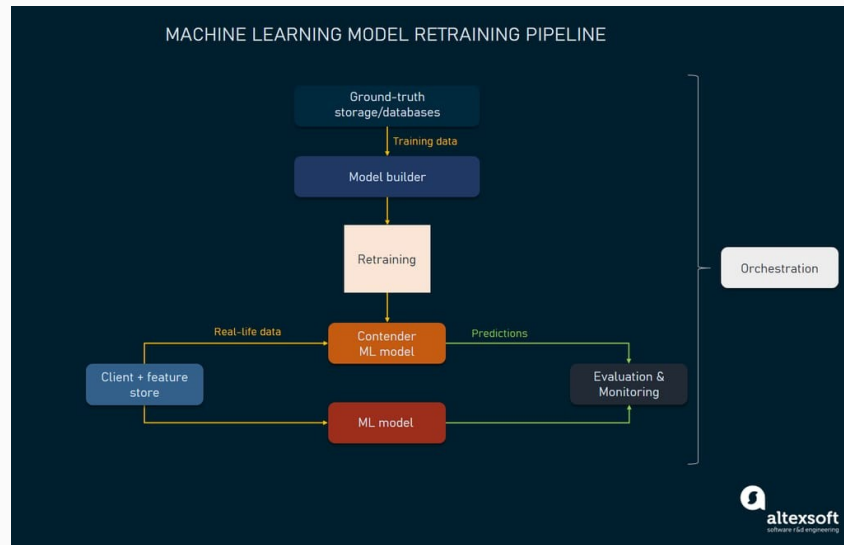 MACHINE LEARNING MODEL RETRAINING PIPELINE
Ground-truth
storage/databases
Training data
Model builder
Retraining
Orchestration
Real-life data
Contender
ML model
Predictions
Client + feature
store
Evaluation &
Monitoring
ML model
altexsoft
software r&d engineering